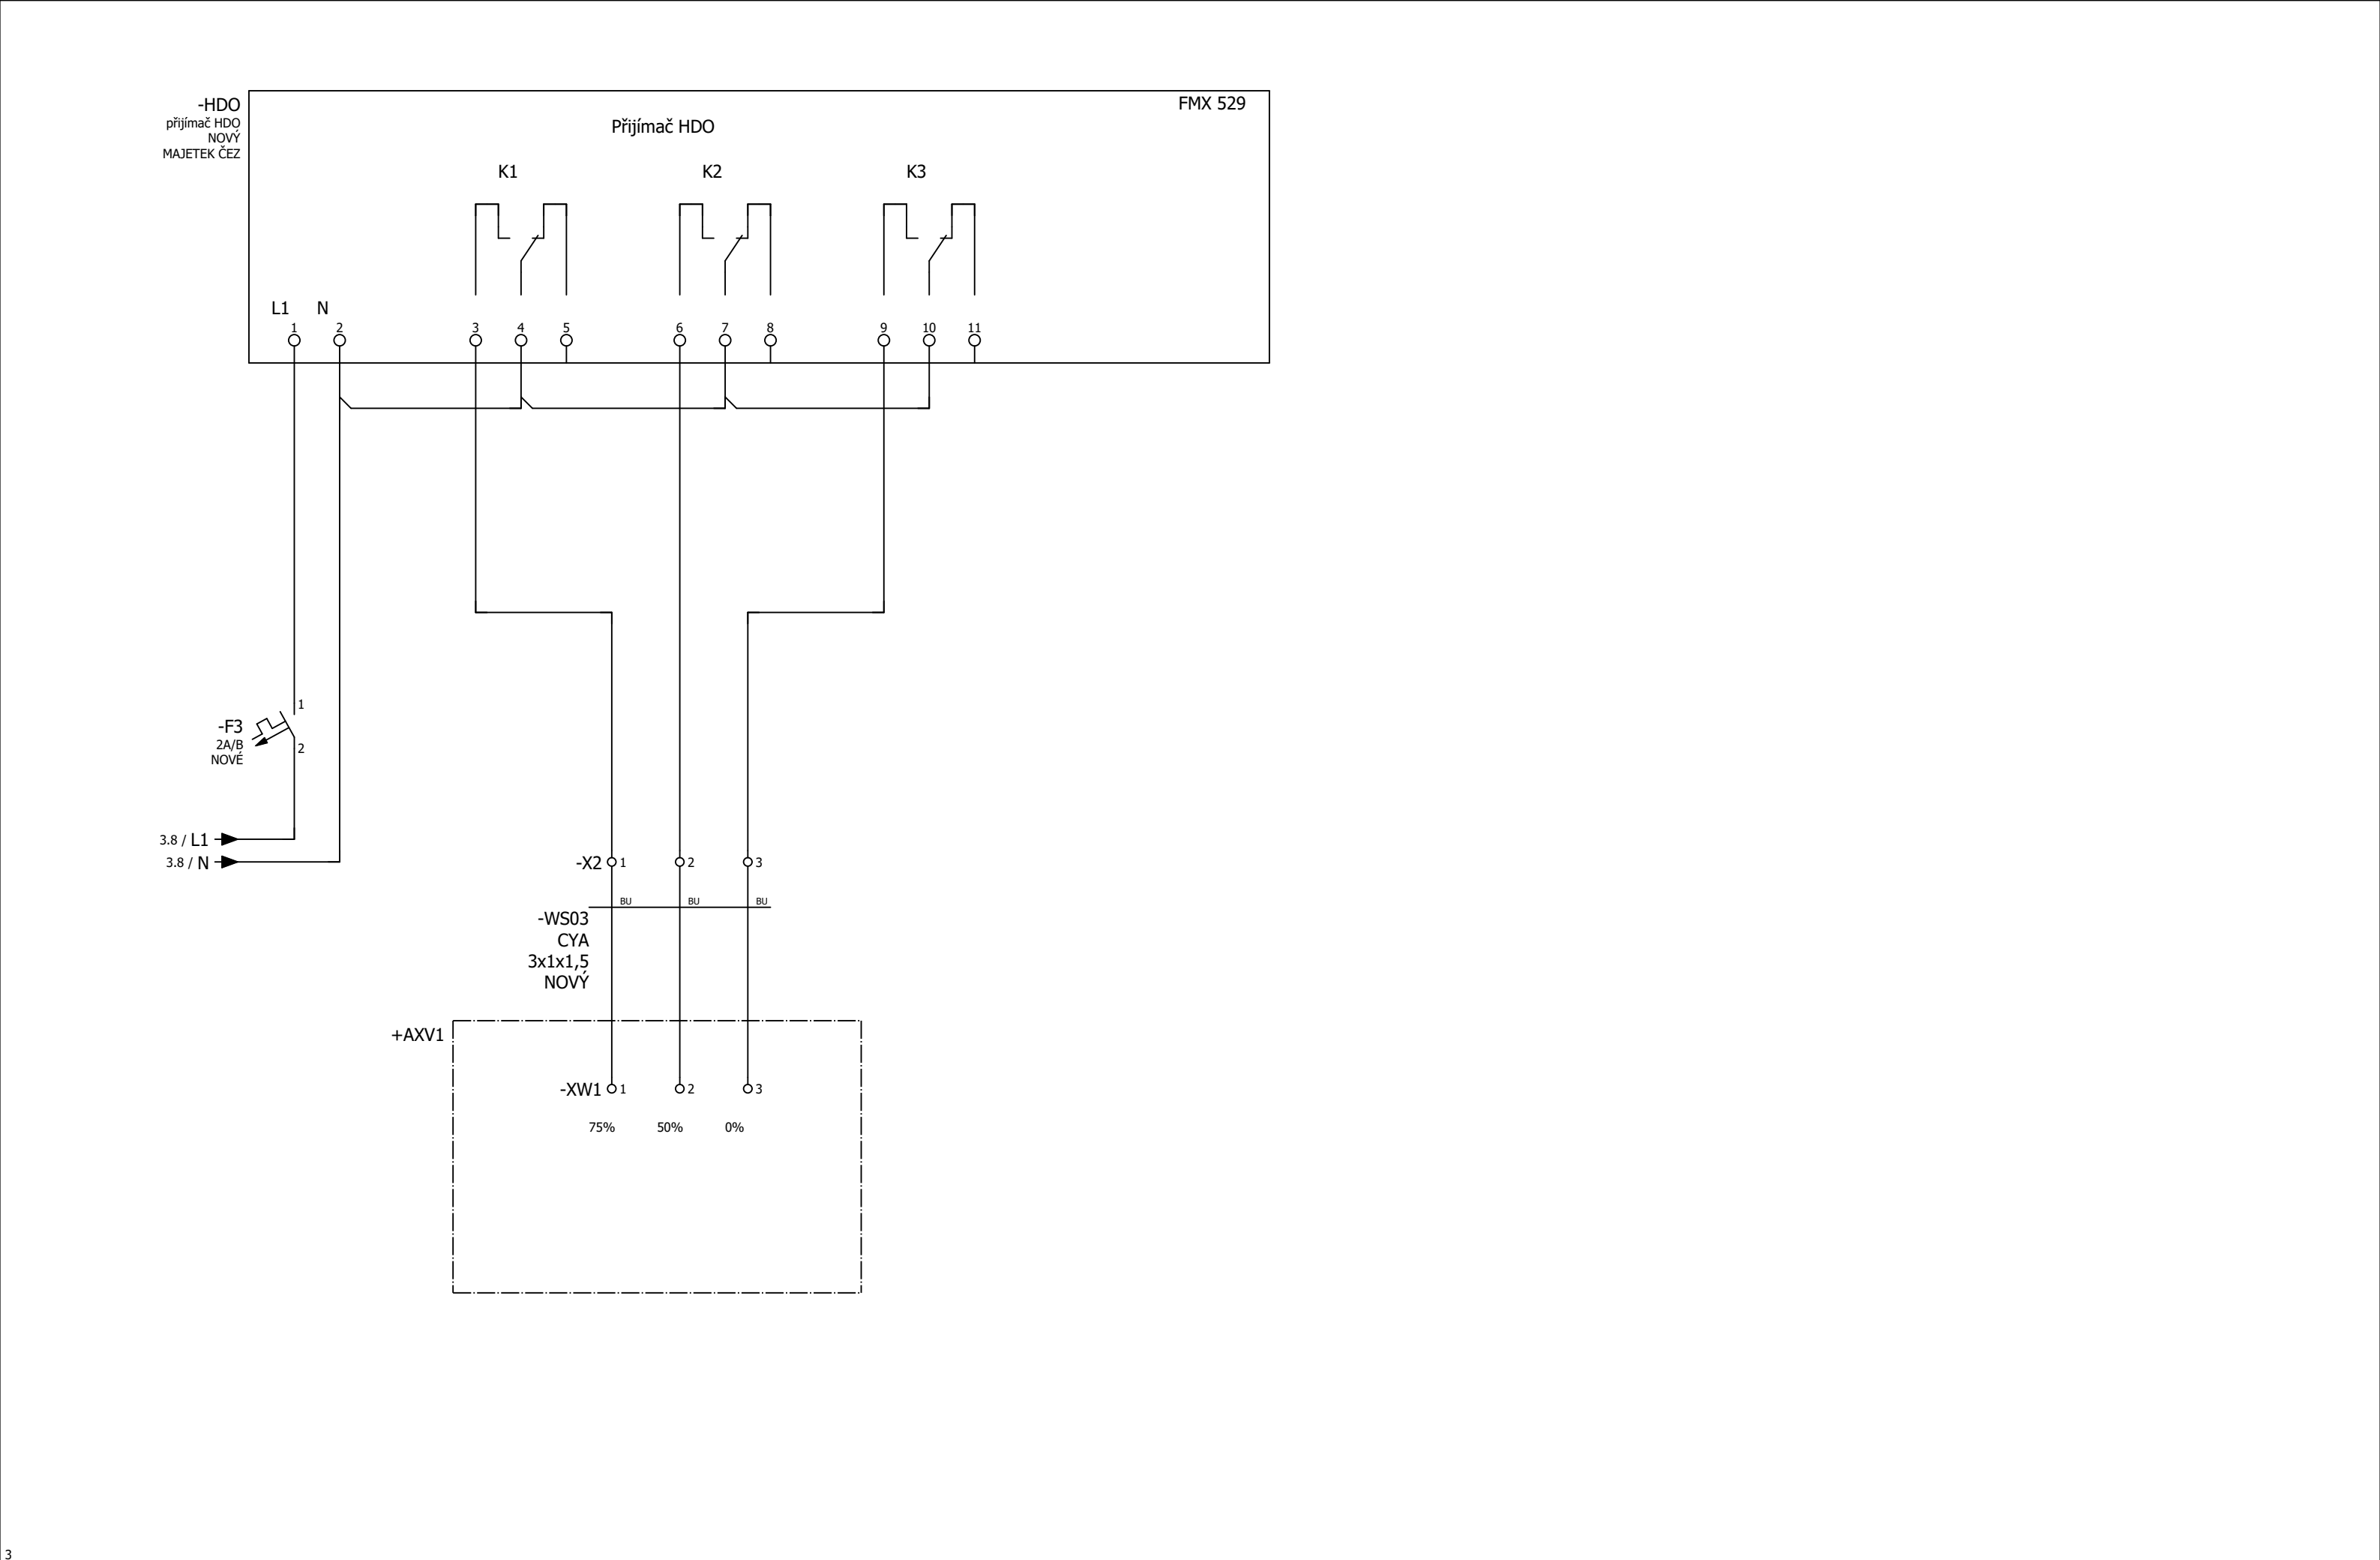 -HDO
přijímač HDO
NOVÝ
MAJETEK ČEZ
FMX 529
Přijímač HDO
K1 K2 K3
L1 N
1 2 3 4 5 6 7 8 9 10 11
1
-F3
2A/B
NOVÉ
2
3.8 / L1
3.8 / N
-X2 1 2 3
BU BU BU
-WS03
CYA
3x1x1,5
NOVÝ
+AXV1
-XW1 1 2 3
75% 50% 0%
3